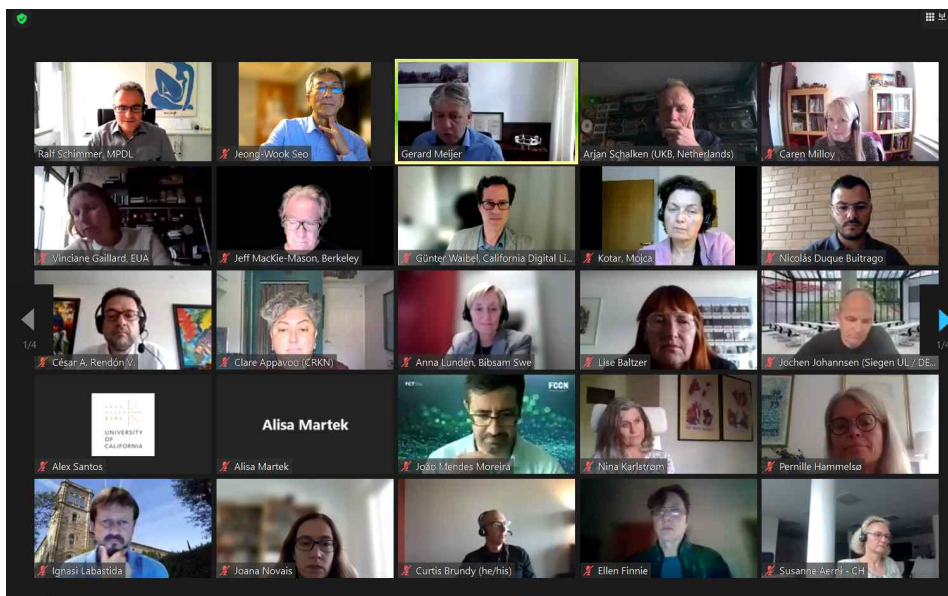 Ralf Schimmer, MPDL
Jeong-Wook Seo
Gerard Meijer
Arjan Schalken (UKB, Netherlands)
Caren Milloy
Vinciane Gaillard, EUA
Jeff MacKie-Mason, Berkeley
Günter Waibel, California Digital Li...
Kotar, Mojca
Nicolás Duque Buitrago
1/4
1/4
César A. Rendón V.
Clare Appavoo (CRKN)
Anna Lundén, Bibsam Swe
Lise Baltzer
Jochen Johannsen (Siegen UL / DE...
UNIVERSITY
OF
CALIFORNIA
Alex Santos
Alisa Martek
Alisa Martek
FCT
FCCN
João Mendes Moreira
Nina Karlstrøm
Pernille Hammelsø
Ignasi Labastida
Joana Novais
Curtis Brundy (he/his)
Ellen Finnie
Susanne Aerni - CH